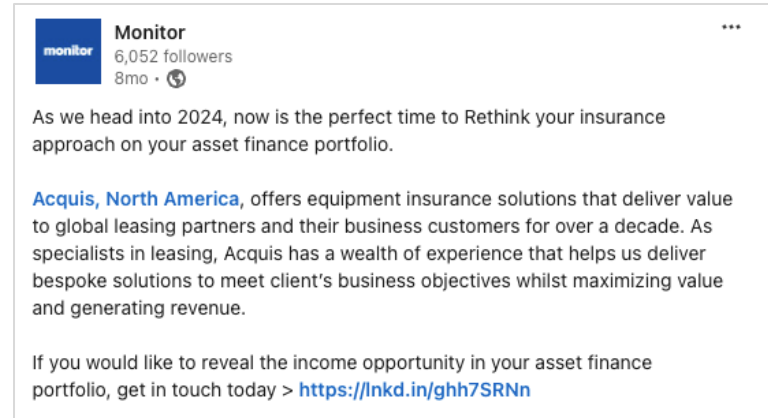 monitor
Monitor
6,052 followers
8mo •
As we head into 2024, now is the perfect time to Rethink your insurance
approach on your asset finance portfolio.
Acquis, North America, offers equipment insurance solutions that deliver value
to global leasing partners and their business customers for over a decade. As
specialists in leasing, Acquis has a wealth of experience that helps us deliver
bespoke solutions to meet client's business objectives whilst maximizing value
and generating revenue.
If you would like to reveal the income opportunity in your asset finance
portfolio, get in touch today > https://lnkd.in/ghh7SRNn